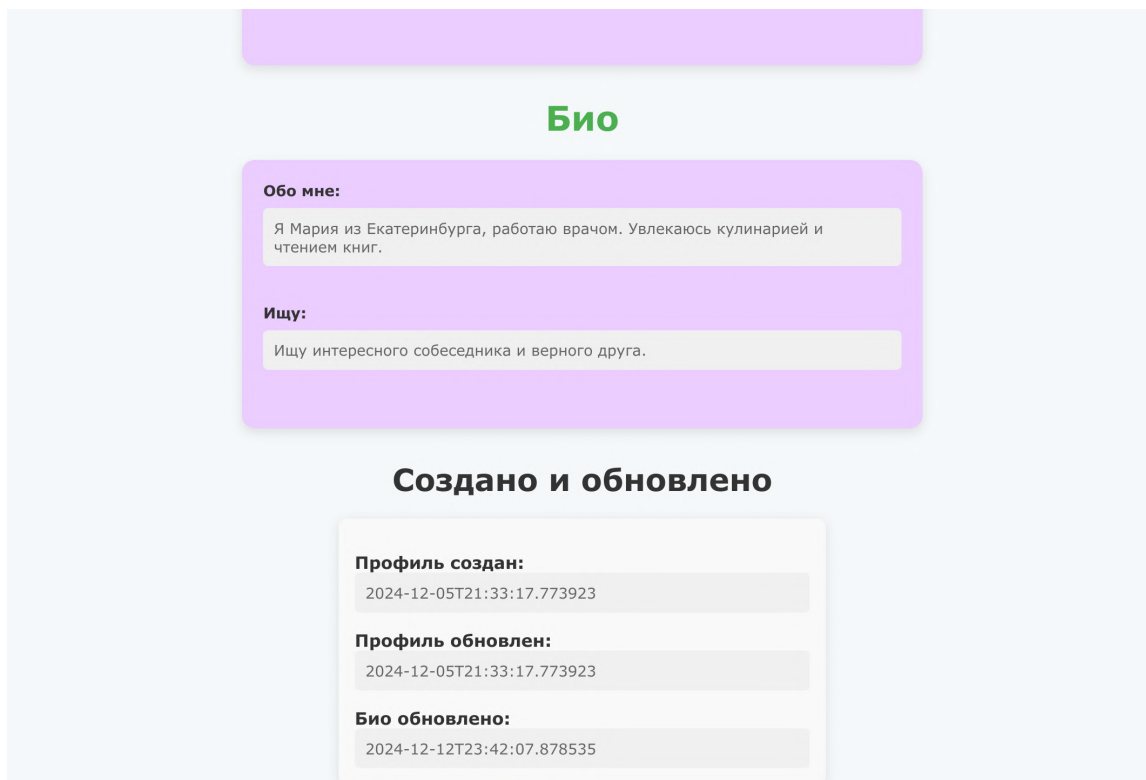 Био
Обо мне:
Я Мария из Екатеринбурга, работаю врачом. Увлекаюсь кулинарией и
чтением книг.
Ищу:
Ищу интересного собеседника и верного друга.
Создано и обновлено
Профиль создан:
2024-12-05T21:33:17.773923
Профиль обновлен:
2024-12-05T21:33:17.773923
Био обновлено:
2024-12-12T23:42:07.878535